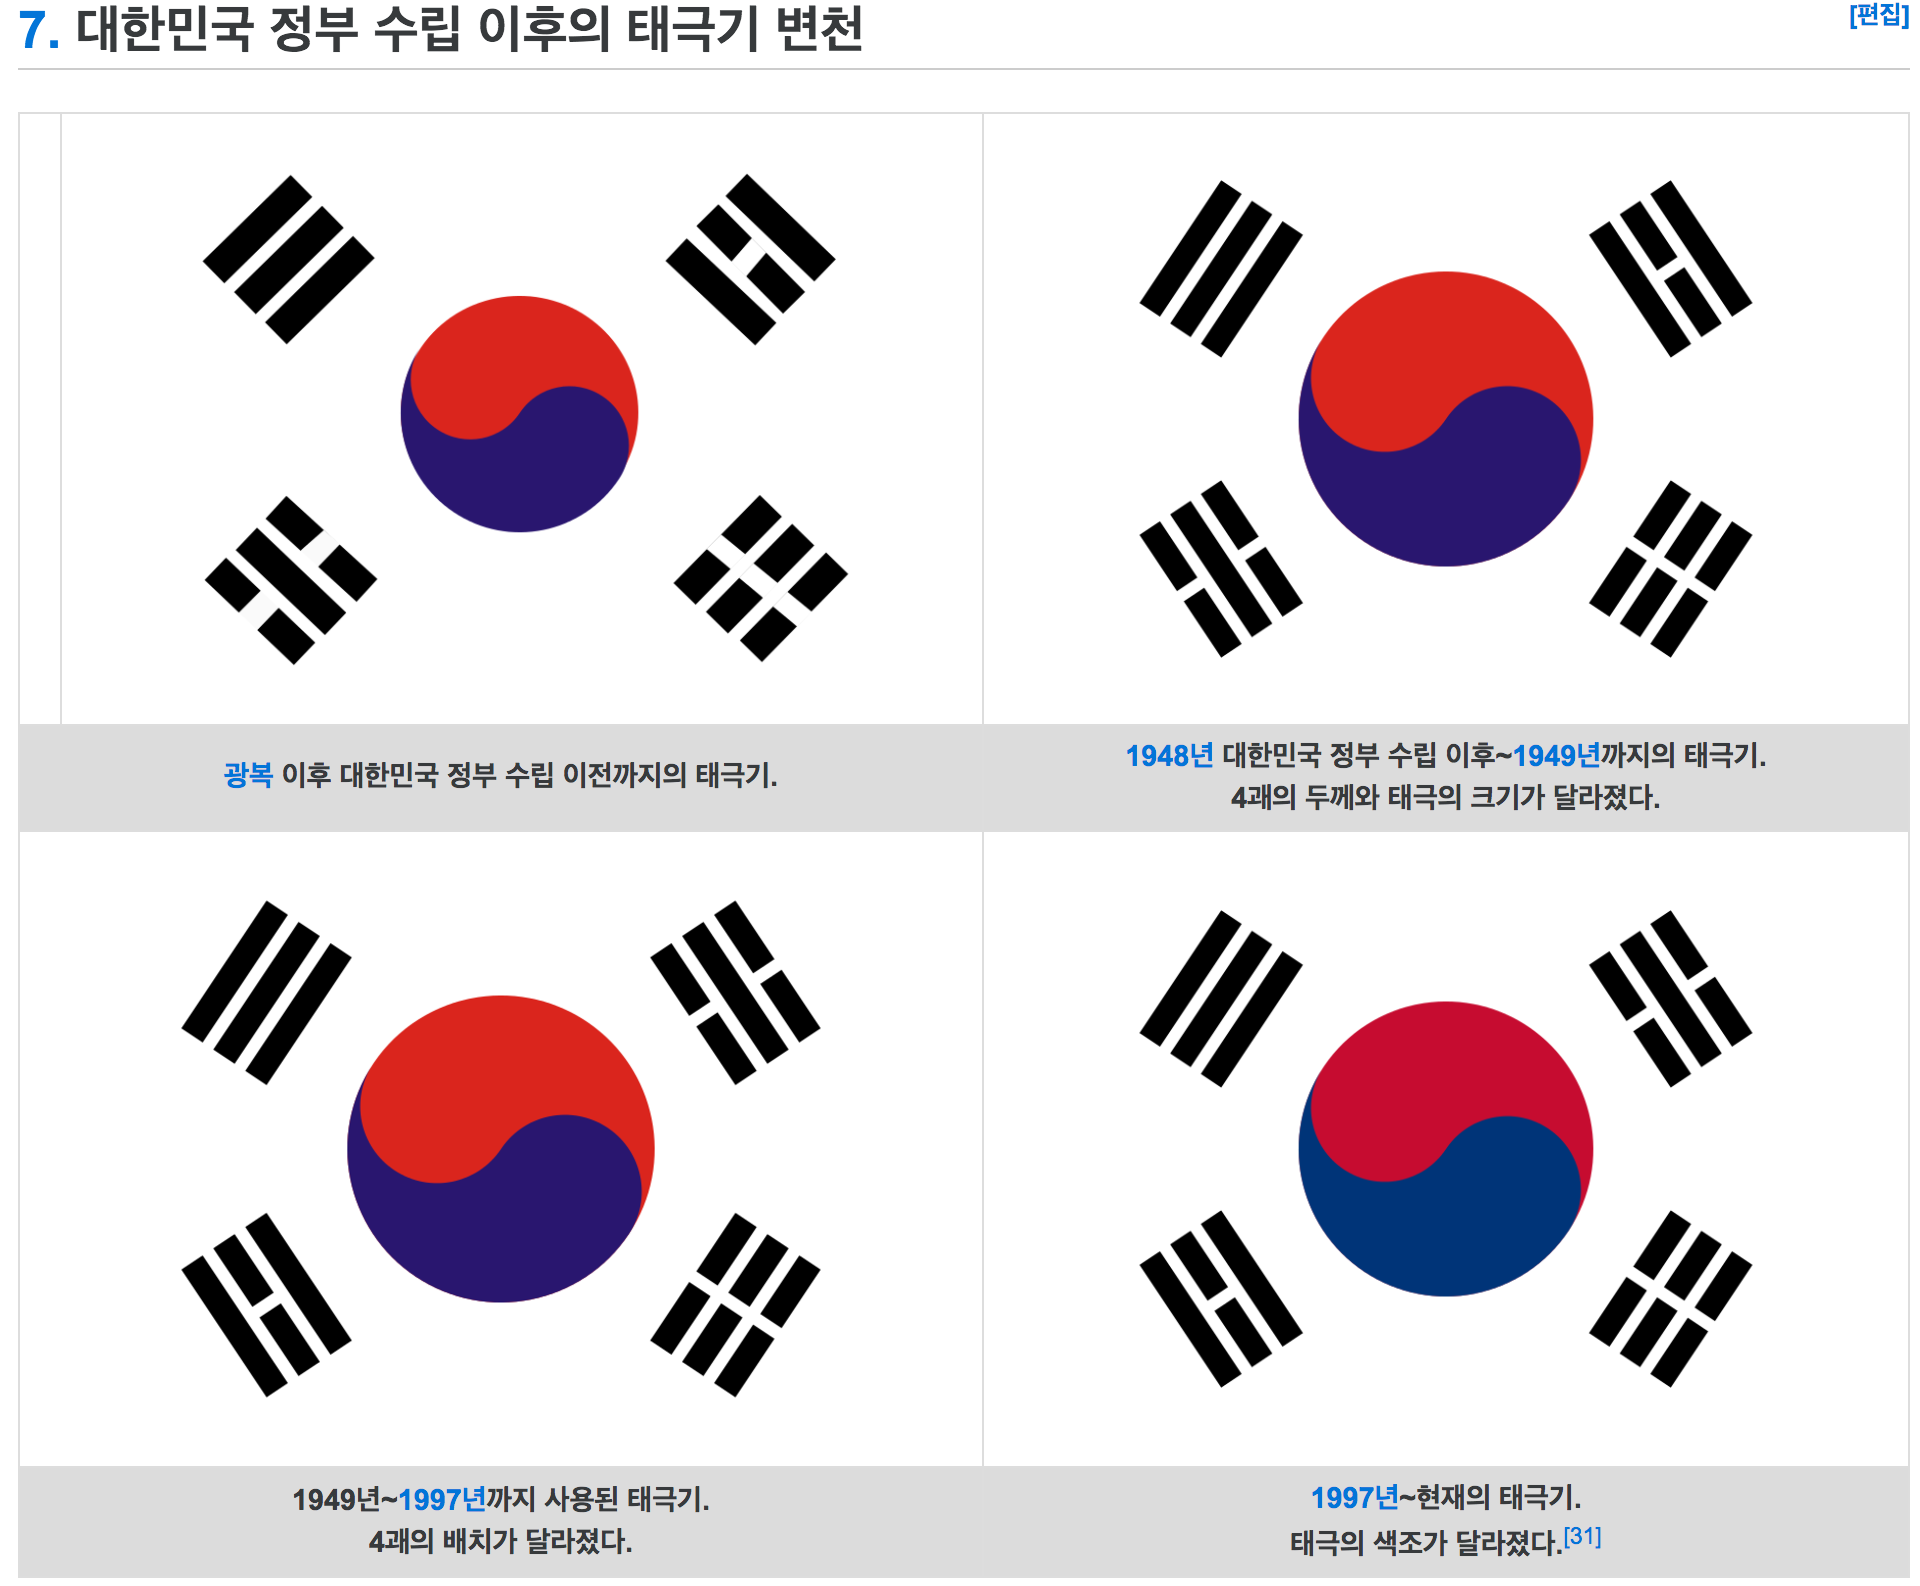 7. 대한민국 정부 수립 이후의 태극기 변천
[편집]
광복 이후 대한민국 정부 수립 이전까지의 태극기.
1948년 대한민국 정부 수립 이후~1949년까지의 태극기.
4괘의 두께와 태극의 크기가 달라졌다.
1949년~1997년까지 사용된 태극기.
4괘의 배치가 달라졌다.
1997년~현재의 태극기.
태극의 색조가 달라졌다.[31]